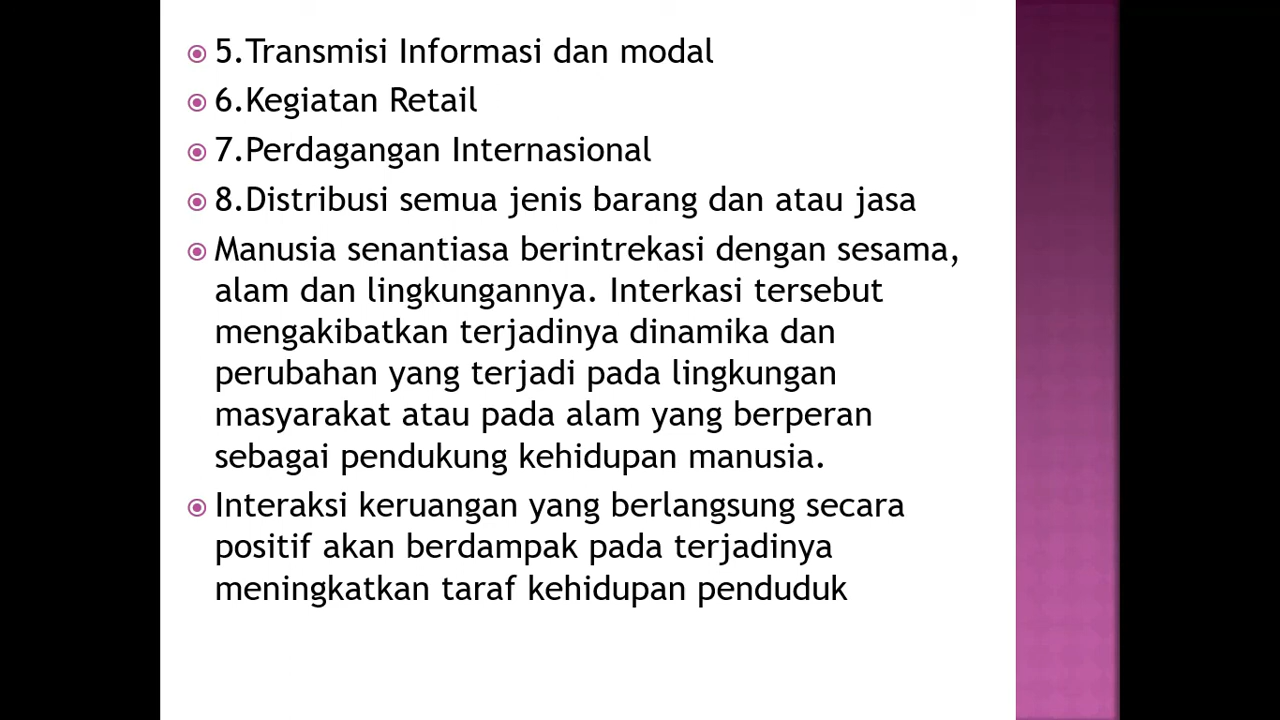 5.Transmisi Informasi dan modal
6.Kegiatan Retail
7.Perdagangan Internasional
8.Distribusi semua jenis barang dan atau jasa
Manusia senantiasa berintrekasi dengan sesama,
alam dan lingkungannya. Interkasi tersebut
mengakibatkan terjadinya dinamika dan
perubahan yang terjadi pada lingkungan
masyarakat atau pada alam yang berperan
sebagai pendukung kehidupan manusia.
Interaksi keruangan yang berlangsung secara
positif akan berdampak pada terjadinya
meningkatkan taraf kehidupan penduduk